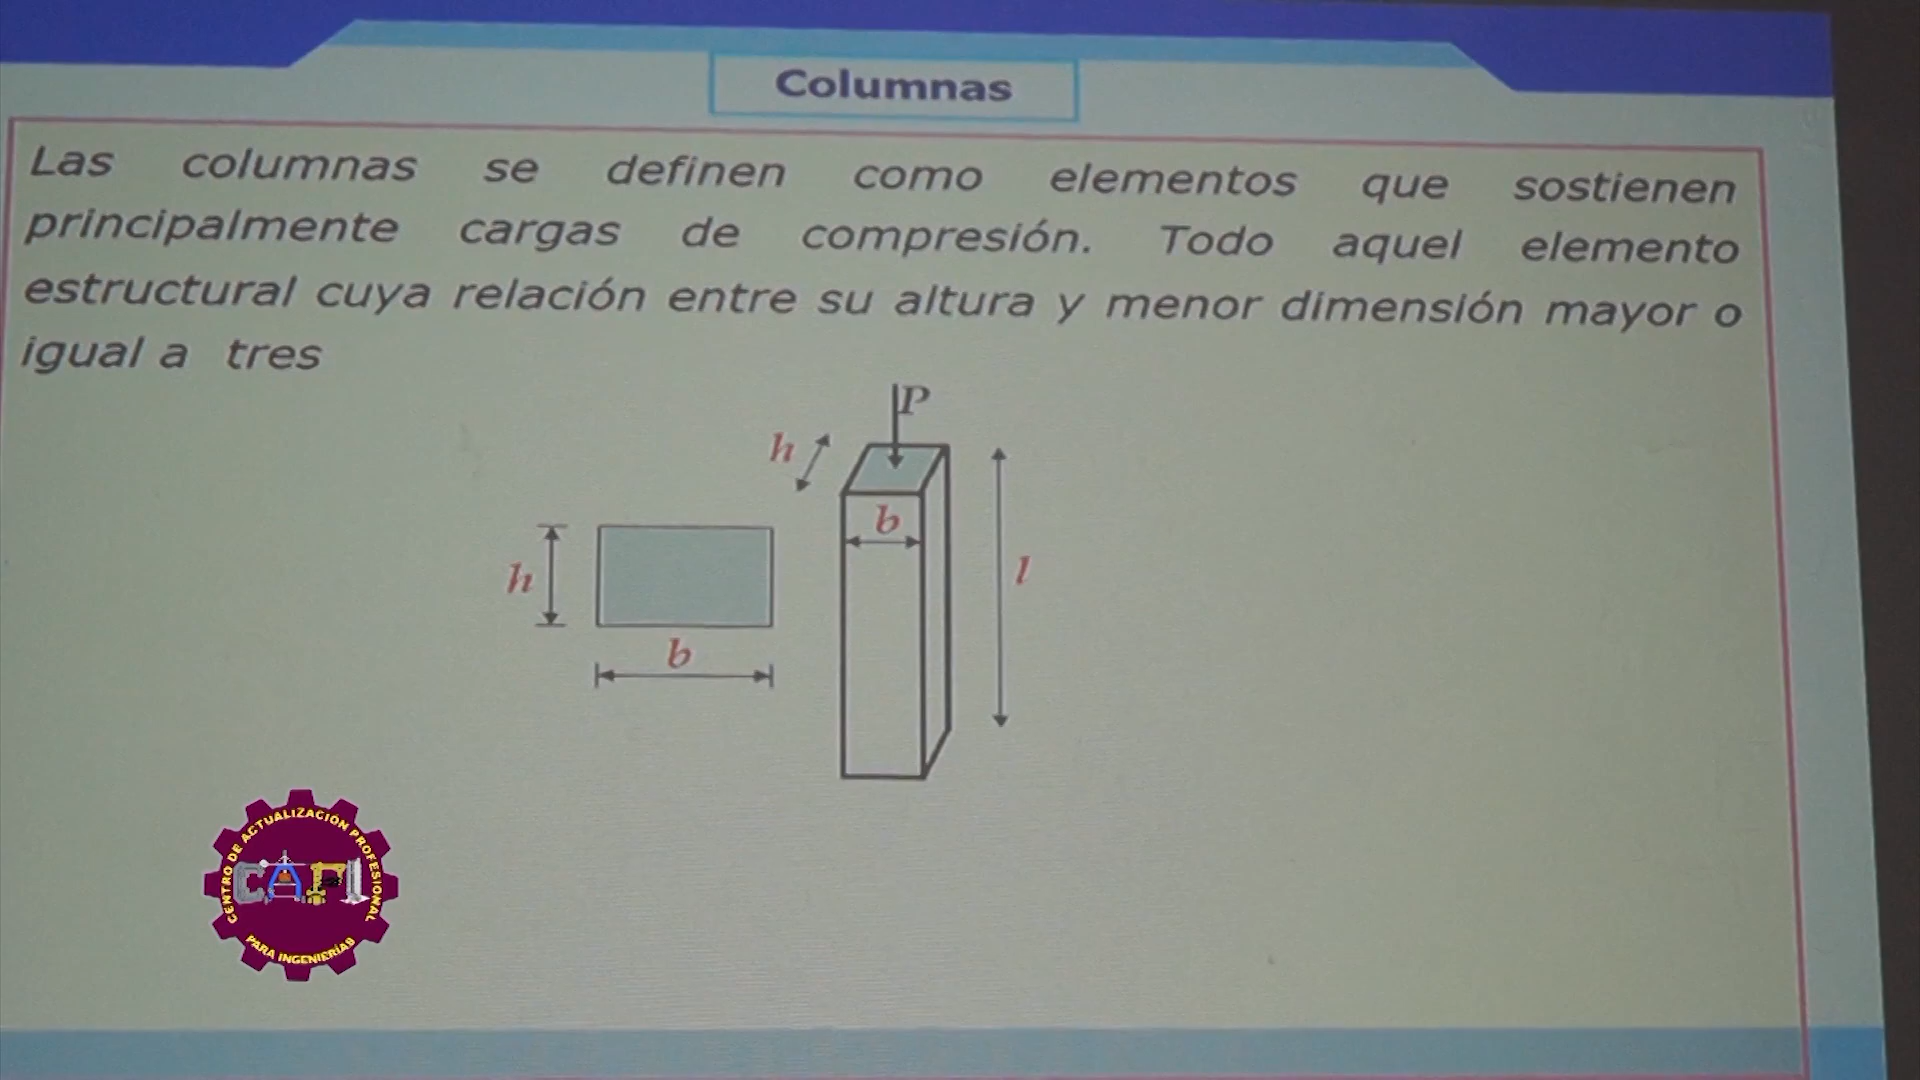 Columnas
Las columnas se definen como elementos que sostienen
principalmente cargas de compresión. Todo aquel elemento
estructural cuya relación entre su altura y menor dimensión mayor o
igual a tres
P
h
b
l
h
b
CENTRO DE ACTUALIZACIÓN PROFESIONAL
CAPI
PARA INGENIERÍAS